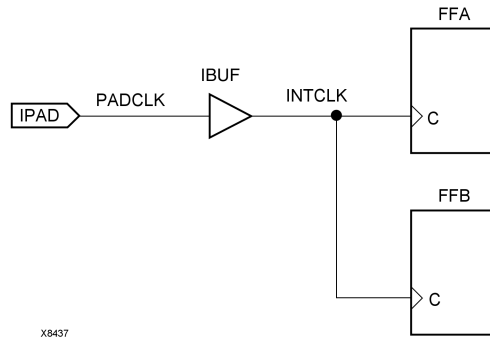 FFA
IBUF
PADCLK
INTCLK
IPAD
C
FFB
C
X8437